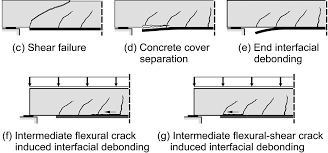 (c) Shear failure
(d) Concrete cover
separation
(e) End interfacial
debonding
(f) Intermediate flexural crack
induced interfacial debonding
(g) Intermediate flexural-shear crack
induced interfacial debonding